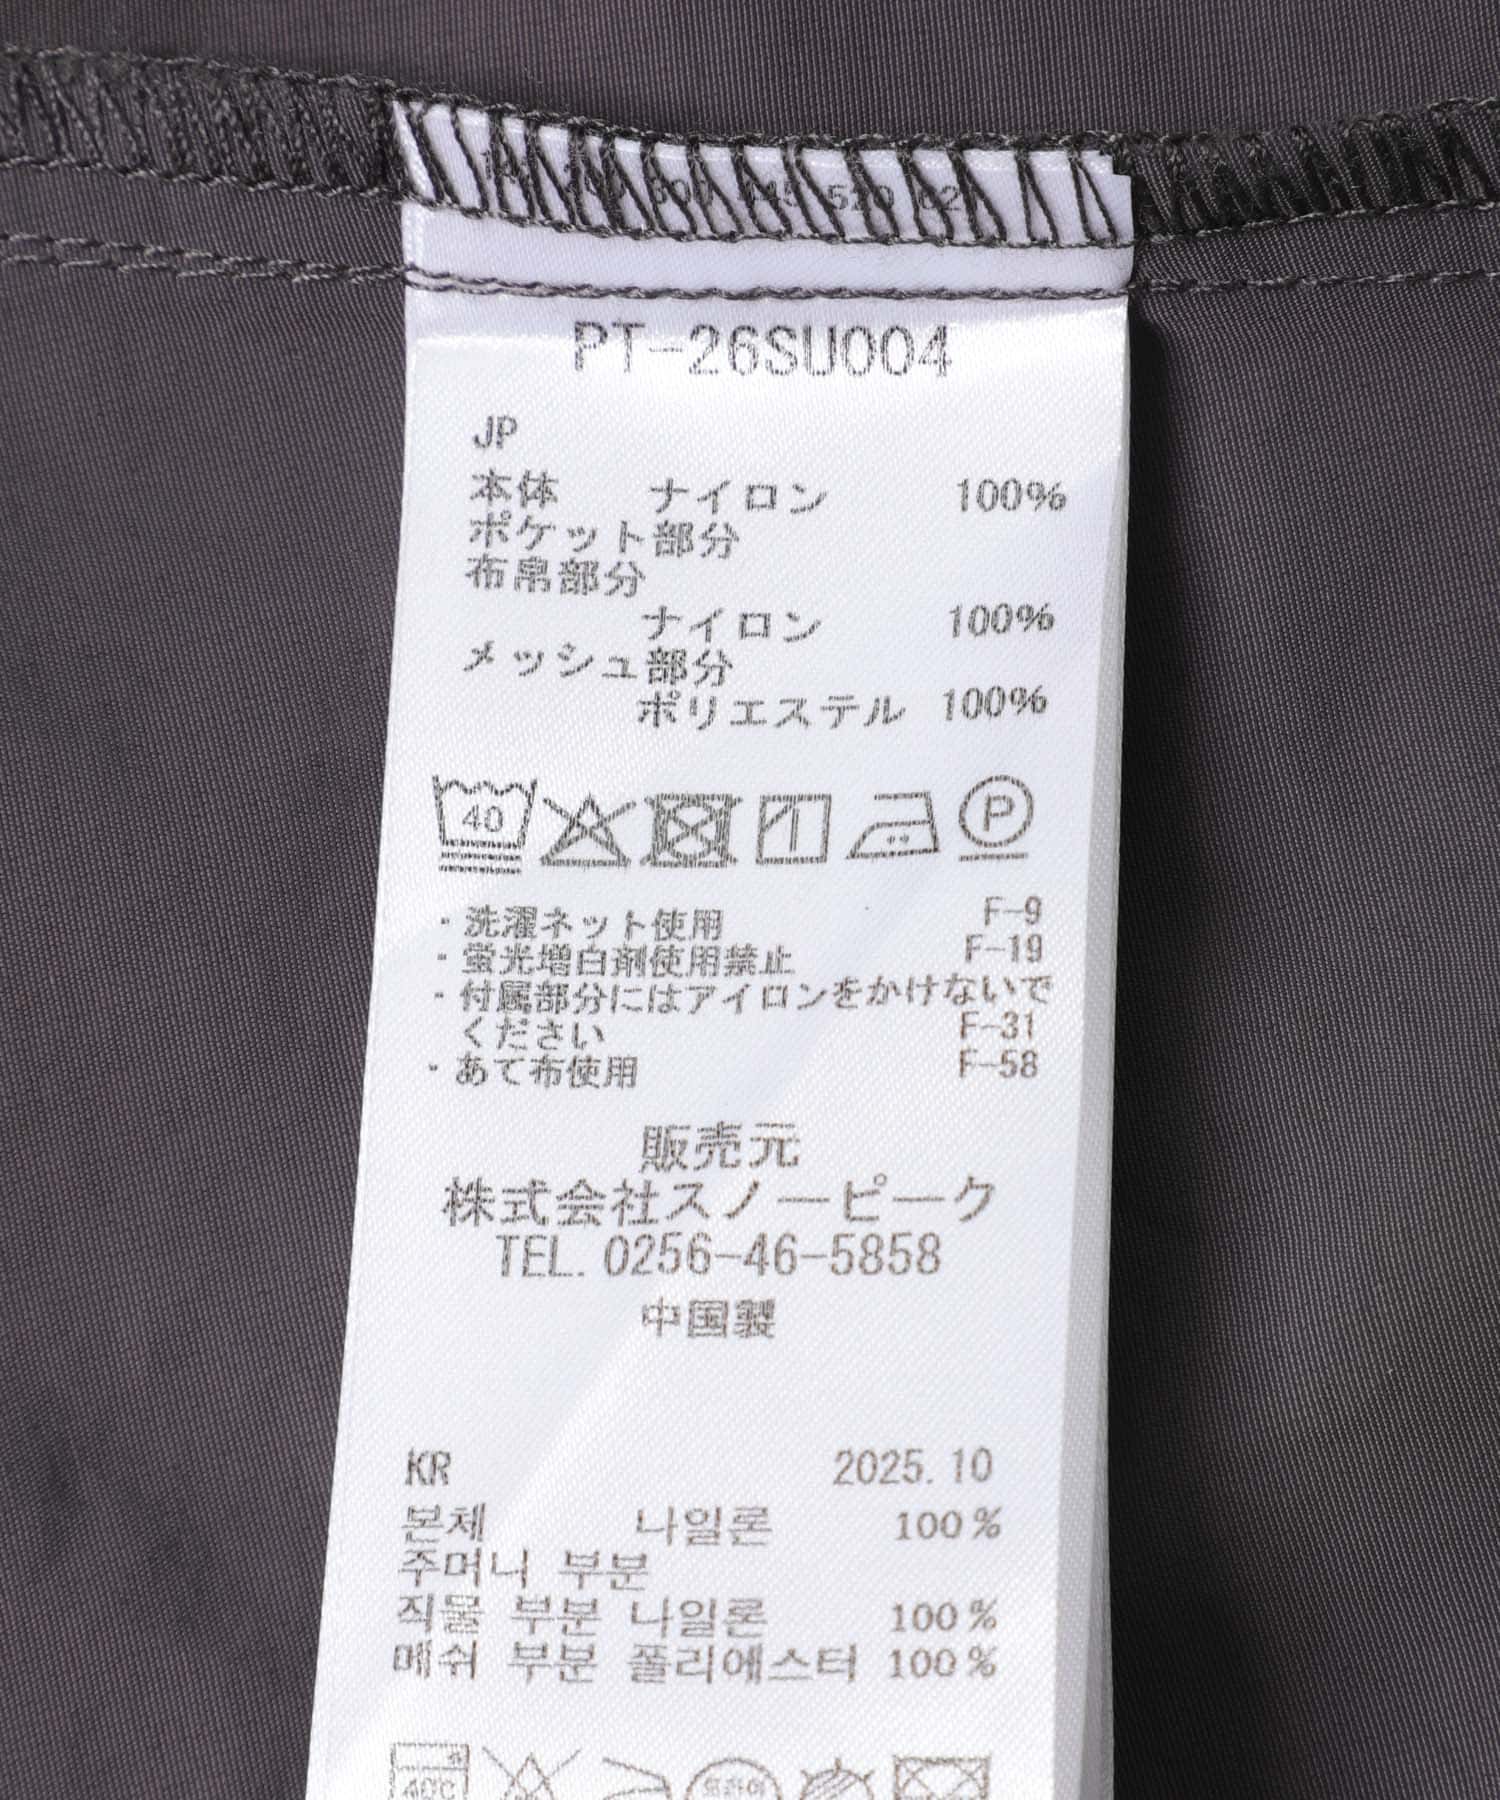 PT-26SU004
JP
本体 ナイロン 100%
ポケット部分
布帛部分
ナイロン 100%
メッシュ部分
ポリエステル 100%
40 P
・洗濯ネット使用 F-9
・蛍光増白剤使用禁止 F-19
・付属部分にはアイロンをかけないで
ください F-31
・あて布使用 F-58
販売元
株式会社スノーピーク
TEL.0256-46-5858
中国製
KR 2025.10
본체 나일론 100%
주머니 부분
직물 부분 나일론 100%
메쉬 부분 폴리에스터 100%
40℃